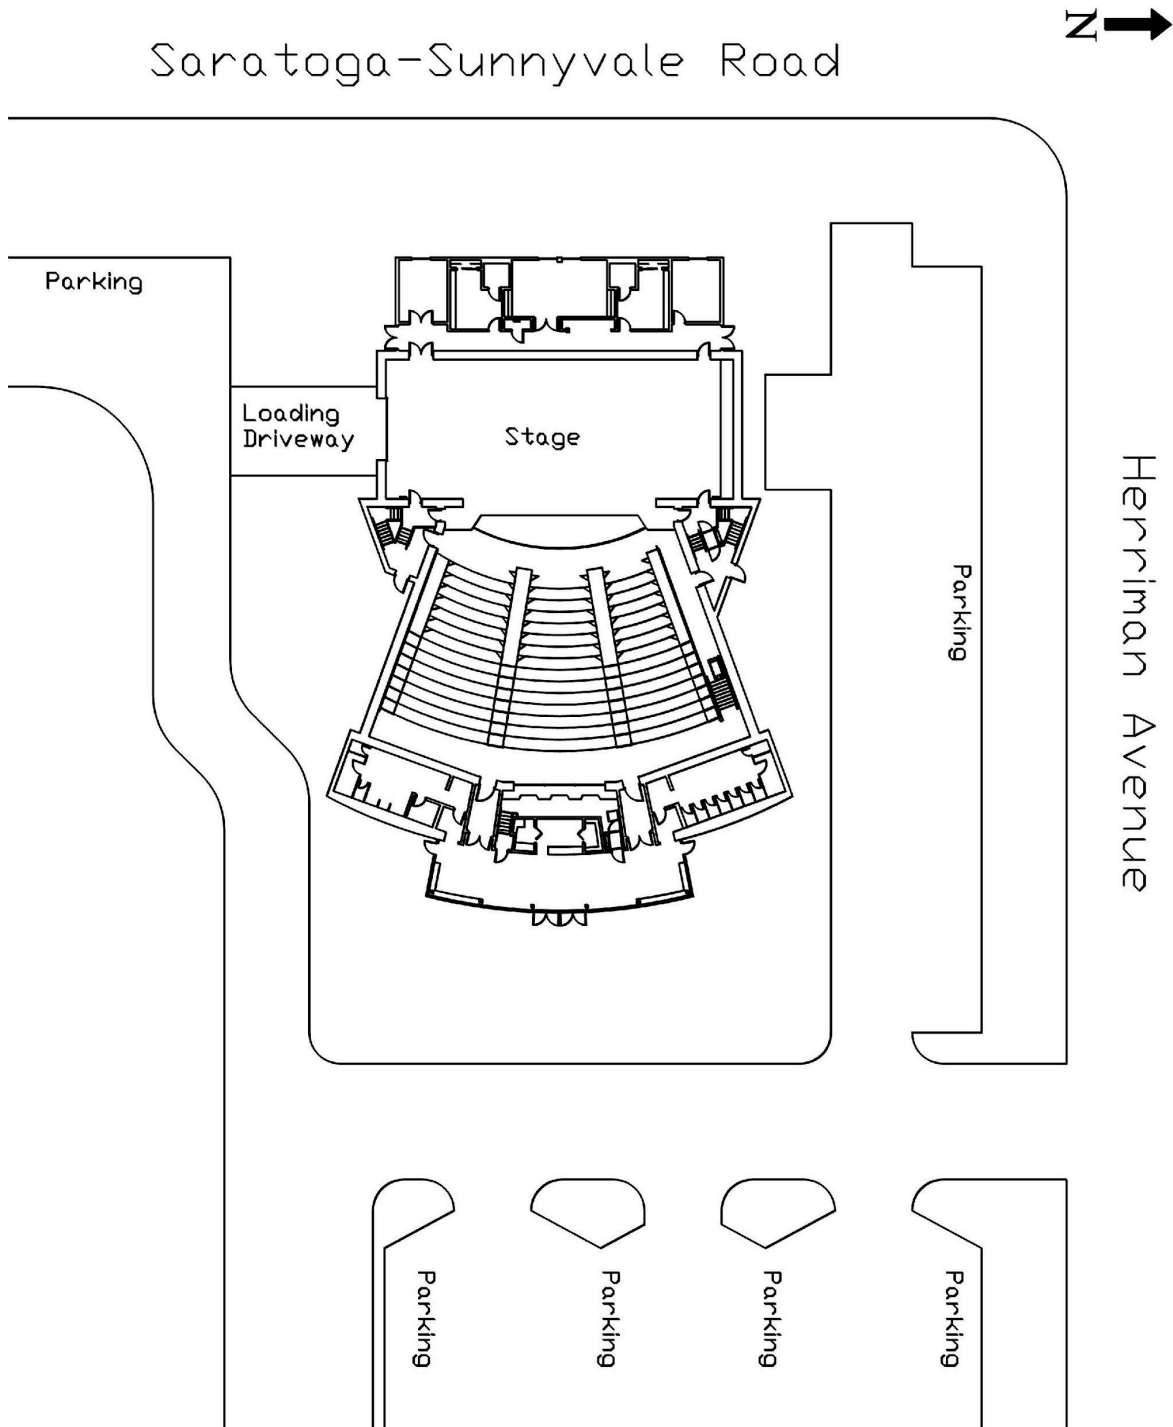 N
Saratoga-Sunnyvale Road
Parking
Loading
Driveway
Stage
Herriman Avenue
Parking
Parking
Parking
Parking
Parking